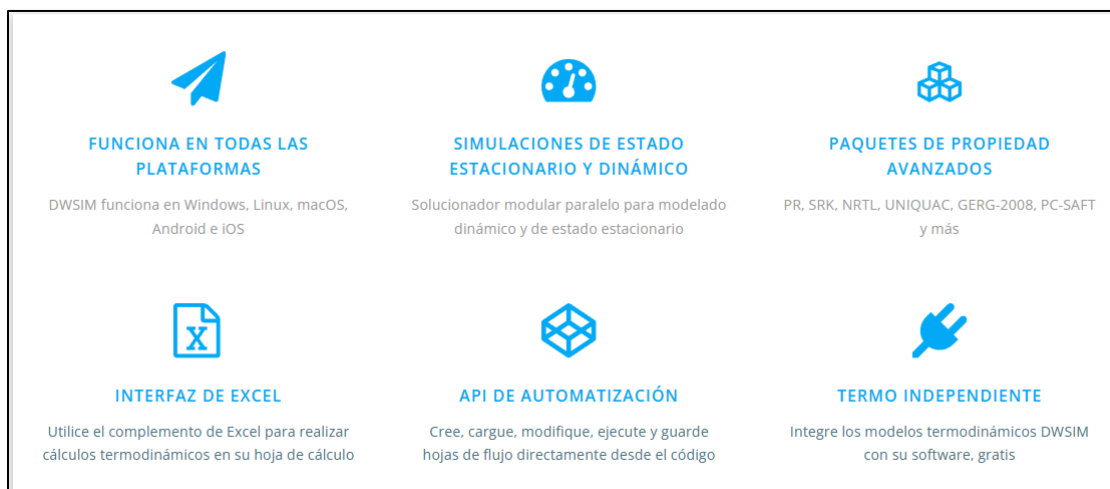 FUNCIONA EN TODAS LAS
PLATAFORMAS
DWSIM funciona en Windows, Linux, macOS,
Android e iOS
SIMULACIONES DE ESTADO
ESTACIONARIO Y DINÁMICO
Solucionador modular paralelo para modelado
dinámico y de estado estacionario
PAQUETES DE PROPIEDAD
AVANZADOS
PR, SRK, NRTL, UNIQUAC, GERG-2008, PC-SAFT
y más
X
INTERFAZ DE EXCEL
Utilice el complemento de Excel para realizar
cálculos termodinámicos en su hoja de cálculo
API DE AUTOMATIZACIÓN
Cree, cargue, modifique, ejecute y guarde
hojas de flujo directamente desde el código
TERMO INDEPENDIENTE
Integre los modelos termodinámicos DWSIM
con su software, gratis